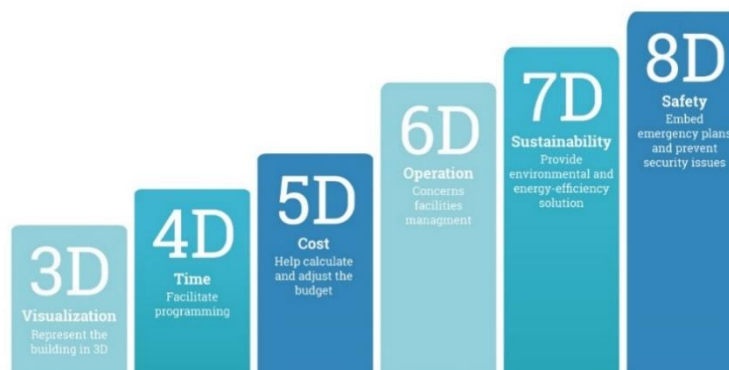 3D
Visualization
Represent the
building in 3D
4D
Time
Facilitate
programming
5D
Cost
Help calculate
and adjust the
budget
6D
Operation
Concerns
facilities
managment
7D
Sustainability
Provide
environmental and
energy-efficiency
solution
8D
Safety
Embed
emergency plans
and prevent
security issues